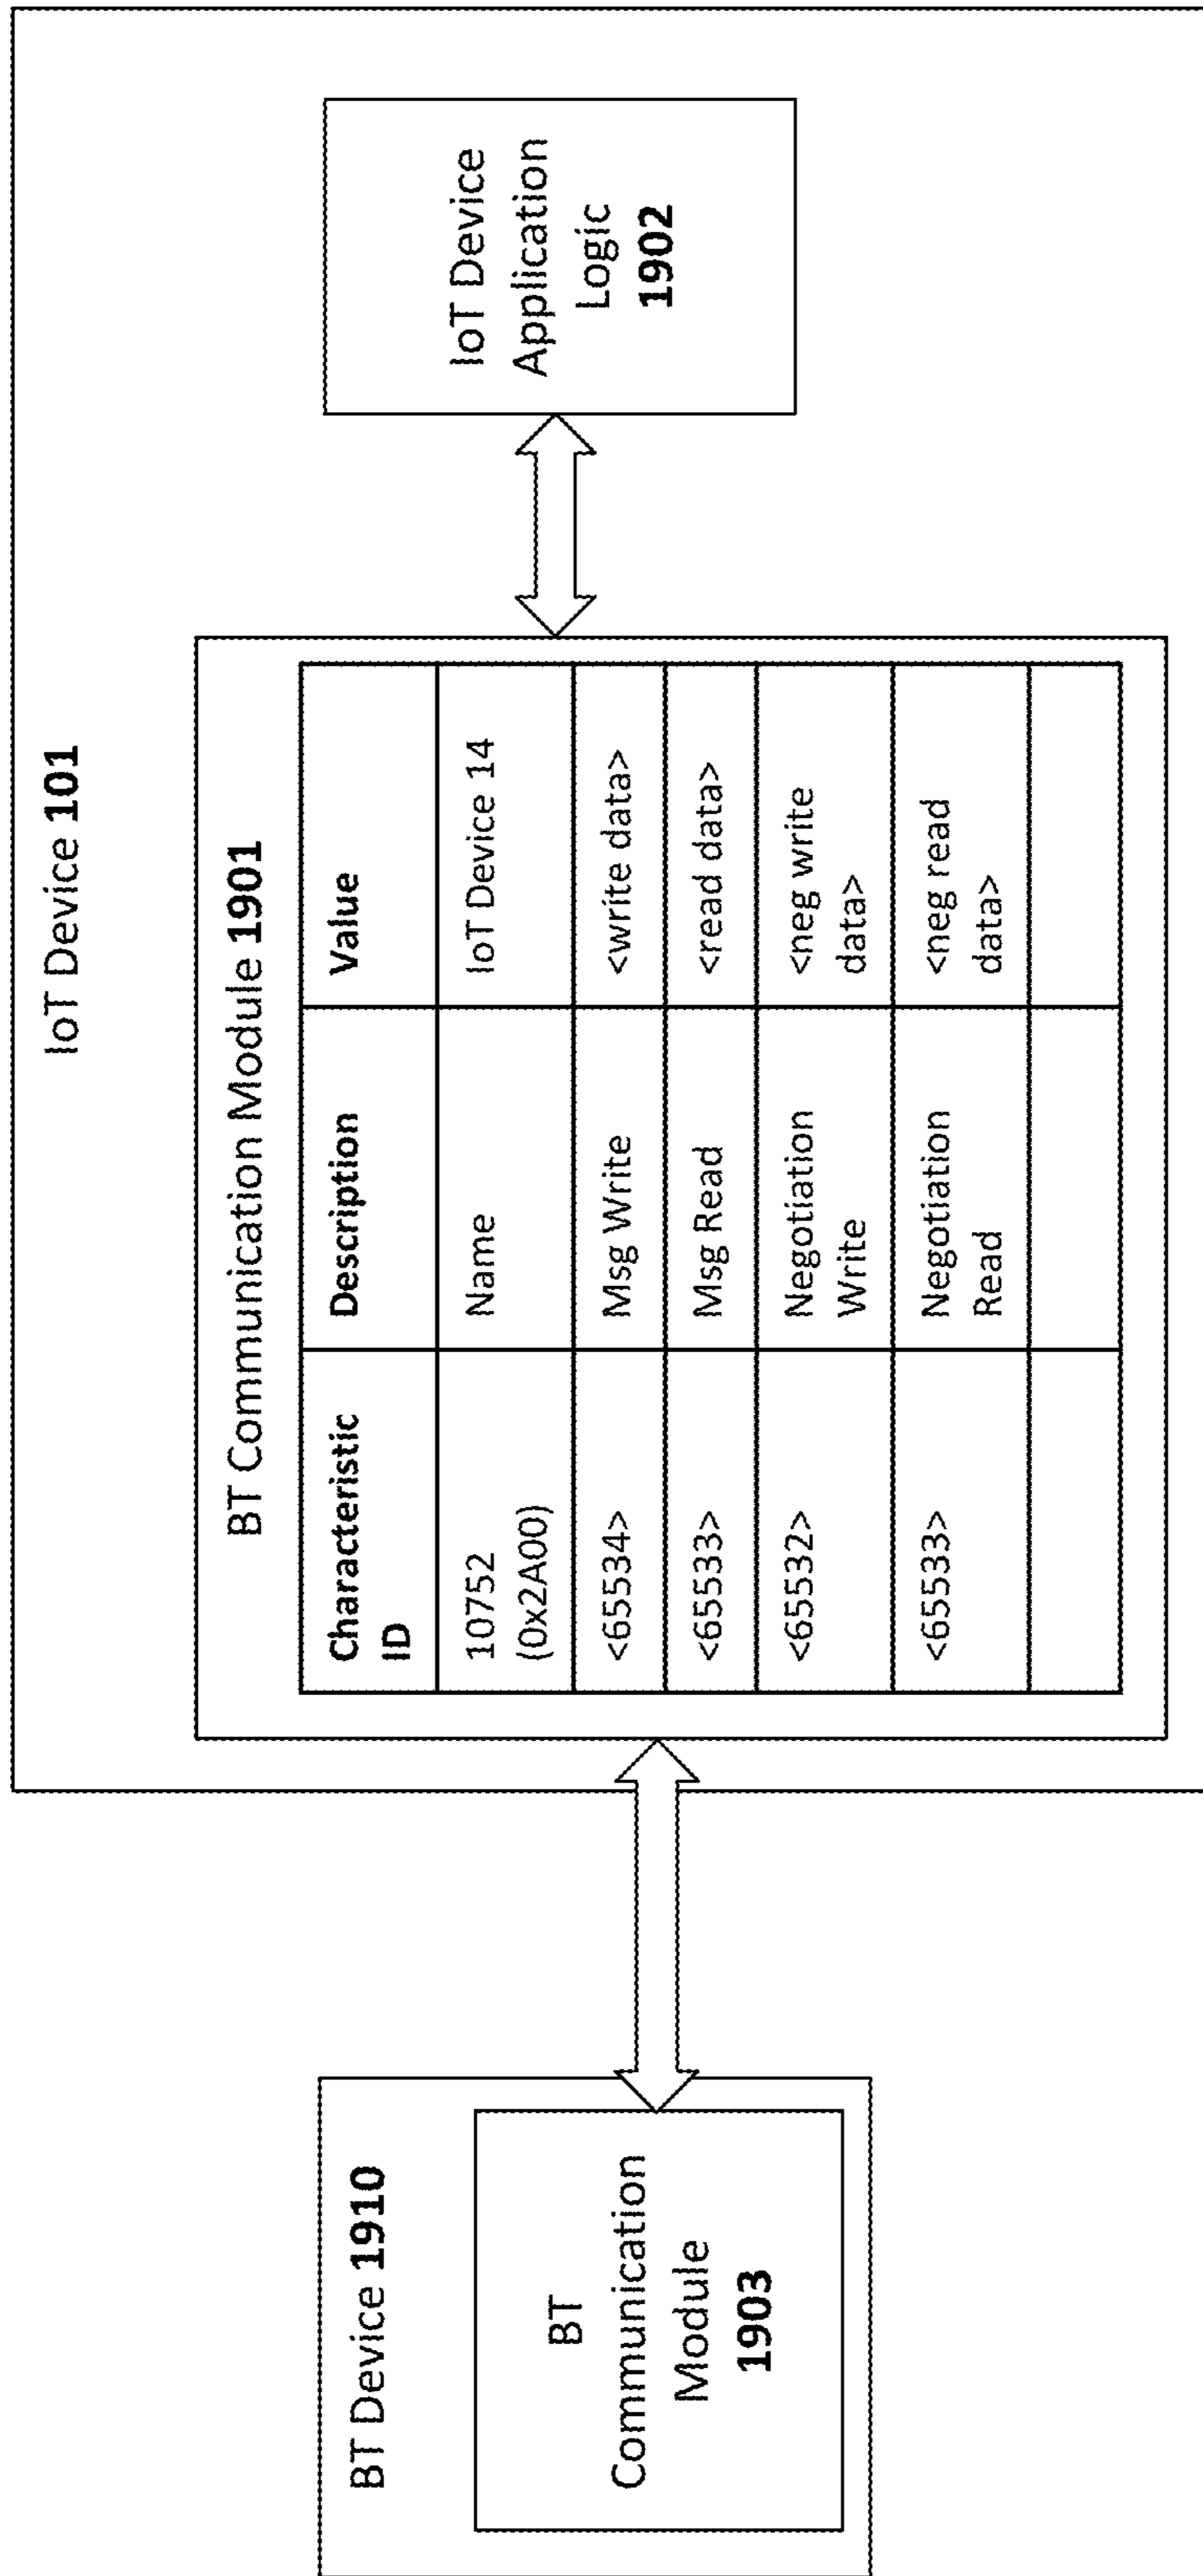 IoT Device 101
BT Device 1910
BT
Communication
Module
1903
BT Communication Module 1901
Characteristic ID
Description
Value
10752
(0x2A00)
Name
IoT Device 14
<65534>
Msg Write
<write data>
<65533>
Msg Read
<read data>
<65532>
Negotiation
Write
<neg write
data>
<65533>
Negotiation
Read
<neg read
data>
IoT Device
Application
Logic
1902